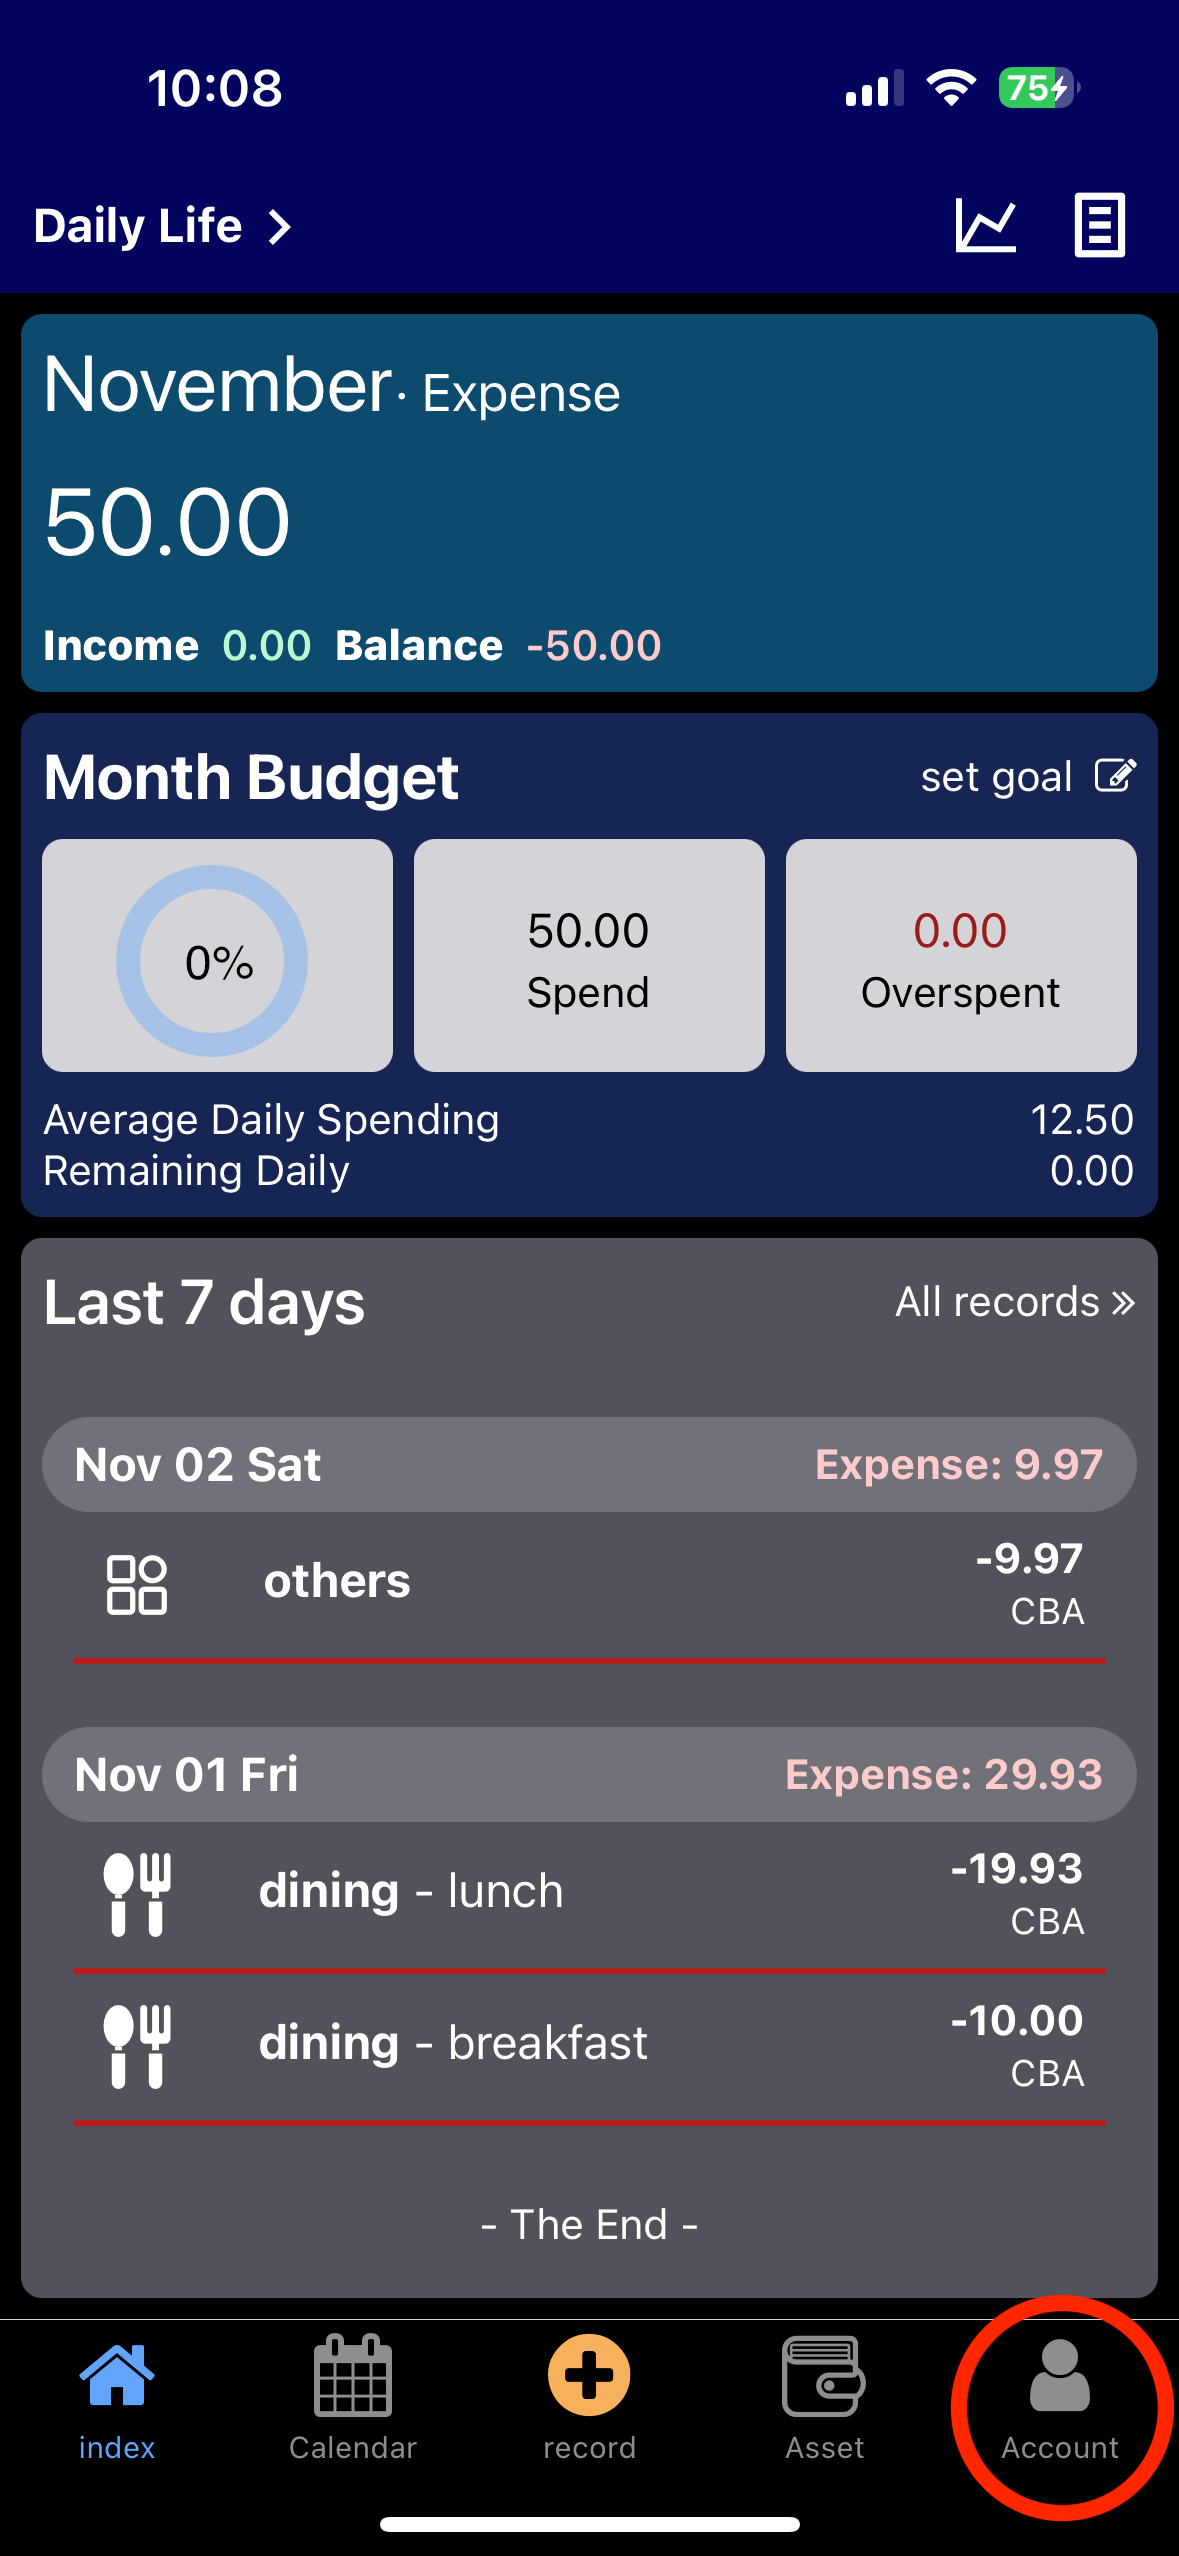 10:08
75
Daily Life
November · Expense
50.00
Income 0.00 Balance -50.00
Month Budget
set goal
0%
50.00
Spend
0.00
Overspent
Average Daily Spending 12.50
Remaining Daily 0.00
Last 7 days
All records »
Nov 02 Sat Expense: 9.97
others -9.97
CBA
Nov 01 Fri Expense: 29.93
dining - lunch -19.93
CBA
dining - breakfast -10.00
CBA
- The End -
index Calendar record Asset Account